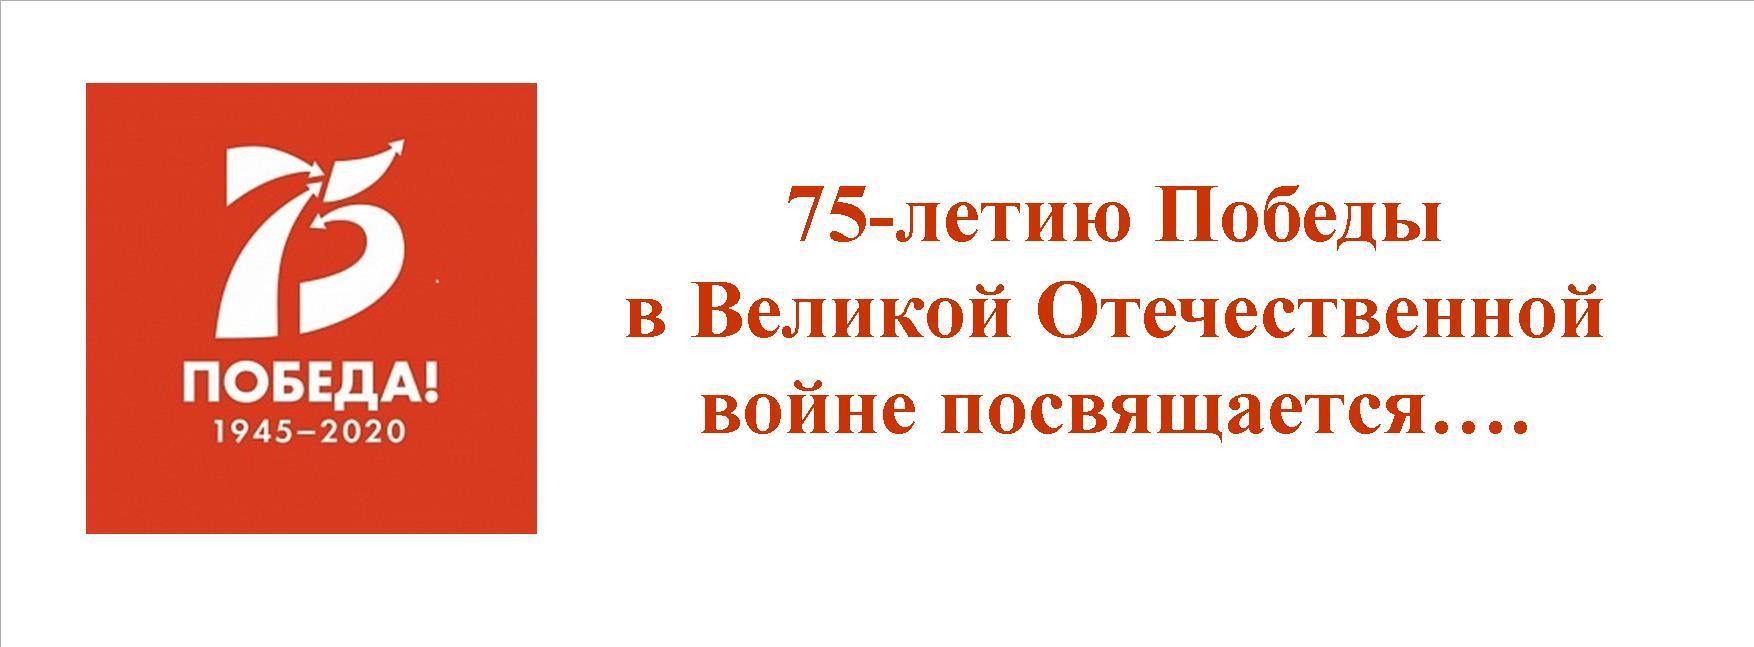 75
ПОБЕДА!
1945–2020
75-летию Победы
в Великой Отечественной
войне посвящается….